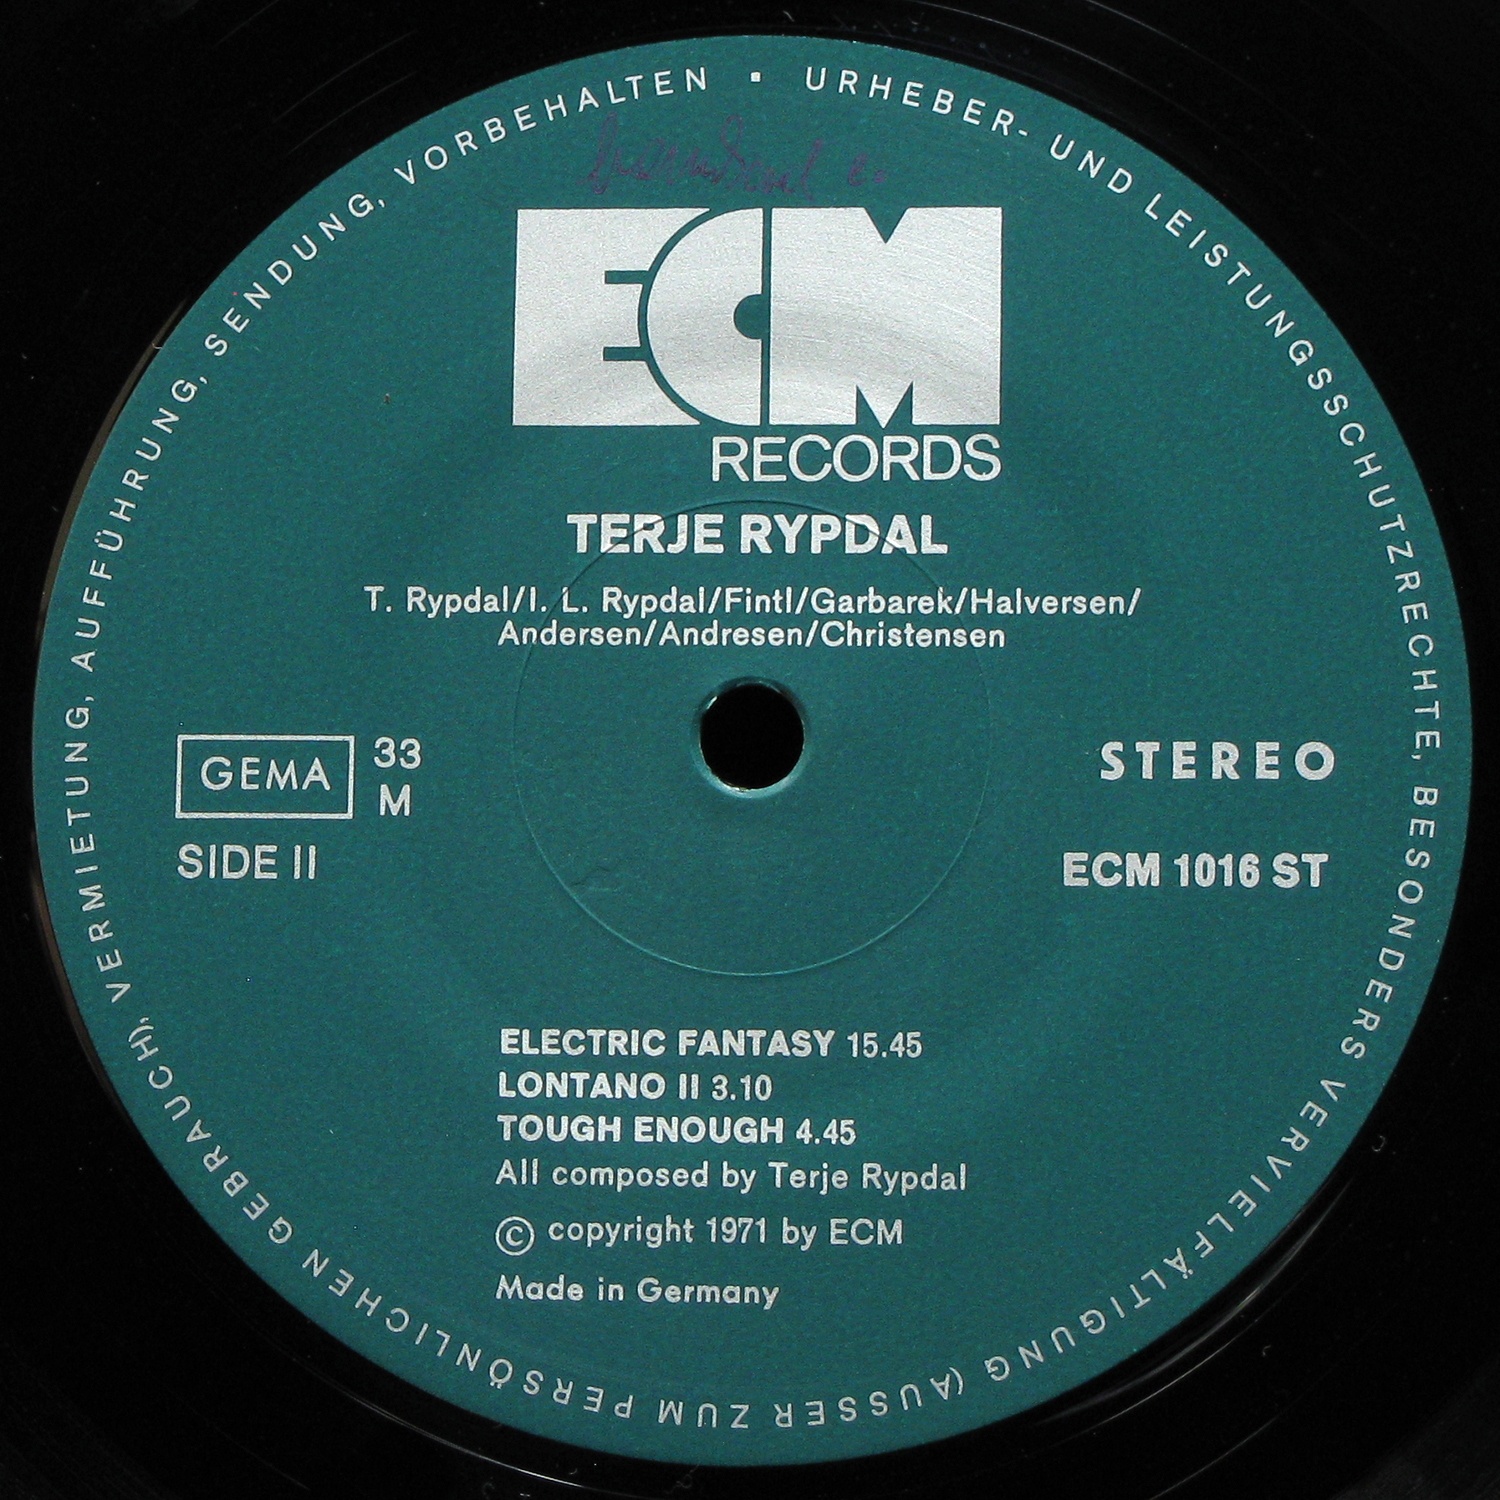 URHEBER- UND LEISTUNGSSCHUTZRECHTE, BESONDERS VERVIELFÄLTIGUNG (AUSSER ZUM PERSÖNLICHEN GEBRAUCH), VERMIETUNG, AUFFÜHRUNG, SENDUNG, VORBEHALTEN •
ECM
RECORDS
TERJE RYPDAL
T. Rypdal/I. L. Rypdal/Fintl/Garbarek/Halversen/
Andersen/Andresen/Christensen
GEMA 33
M
STEREO
SIDE II
ECM 1016 ST
ELECTRIC FANTASY 15.45
LONTANO II 3.10
TOUGH ENOUGH 4.45
All composed by Terje Rypdal
© copyright 1971 by ECM
Made in Germany